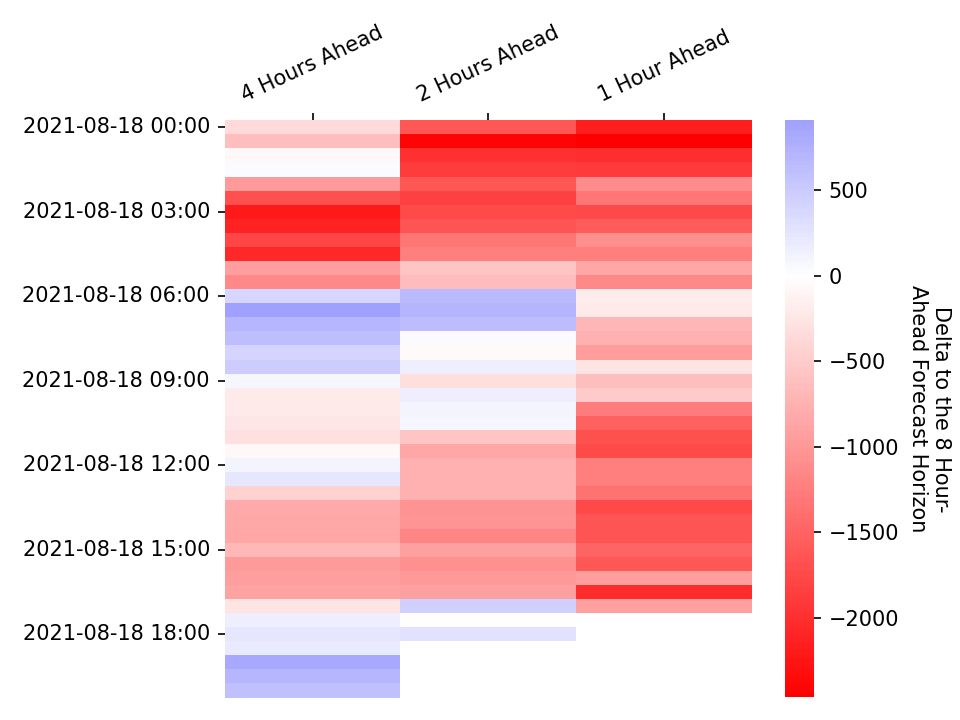 4 Hours Ahead
2 Hours Ahead
1 Hour Ahead
2021-08-18 00:00
2021-08-18 03:00
2021-08-18 06:00
2021-08-18 09:00
2021-08-18 12:00
2021-08-18 15:00
2021-08-18 18:00
500
0
−500
−1000
−1500
−2000
Delta to the 8 Hour-
Ahead Forecast Horizon